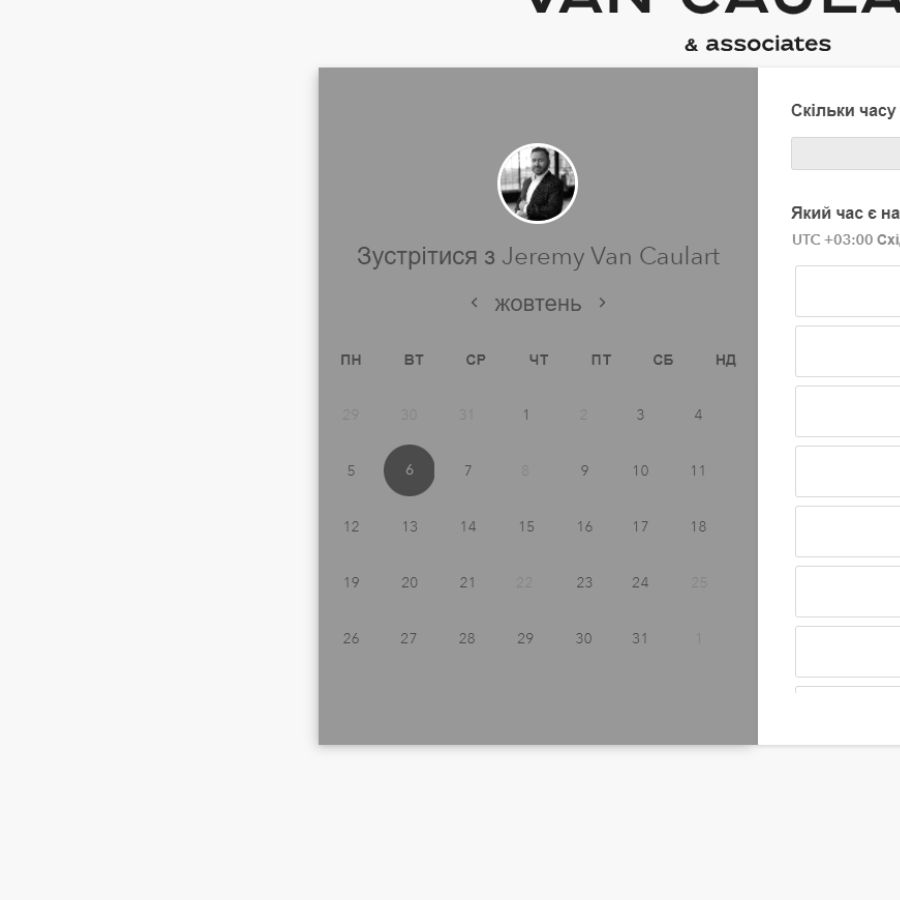 VAN CAULA
& associates
Зустрітися з Jeremy Van Caulart
жовтень
ПН ВТ СР ЧТ ПТ СБ НД
29 30 31 1 2 3 4
5 6 7 8 9 10 11
12 13 14 15 16 17 18
19 20 21 22 23 24 25
26 27 28 29 30 31 1
Скільки часу
Який час є на
UTC +03:00 Схі